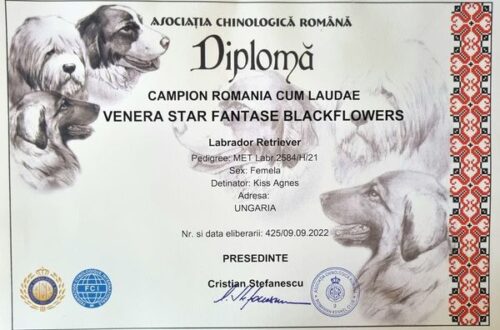 ASOCIAȚIA CHINOLOGICĂ ROMÂNĂ
Diplomă
CAMPION ROMANIA CUM LAUDAE
VENERA STAR FANTASE BLACKFLOWERS
Labrador Retriever
Pedigree: MET Labr.2584/H/21
Sex: Femela
Detinator: Kiss Agnes
Adresa:
UNGARIA
Nr. si data eliberarii: 425/09.09.2022
PRESEDINTE
Cristian Stefanescu
FCI